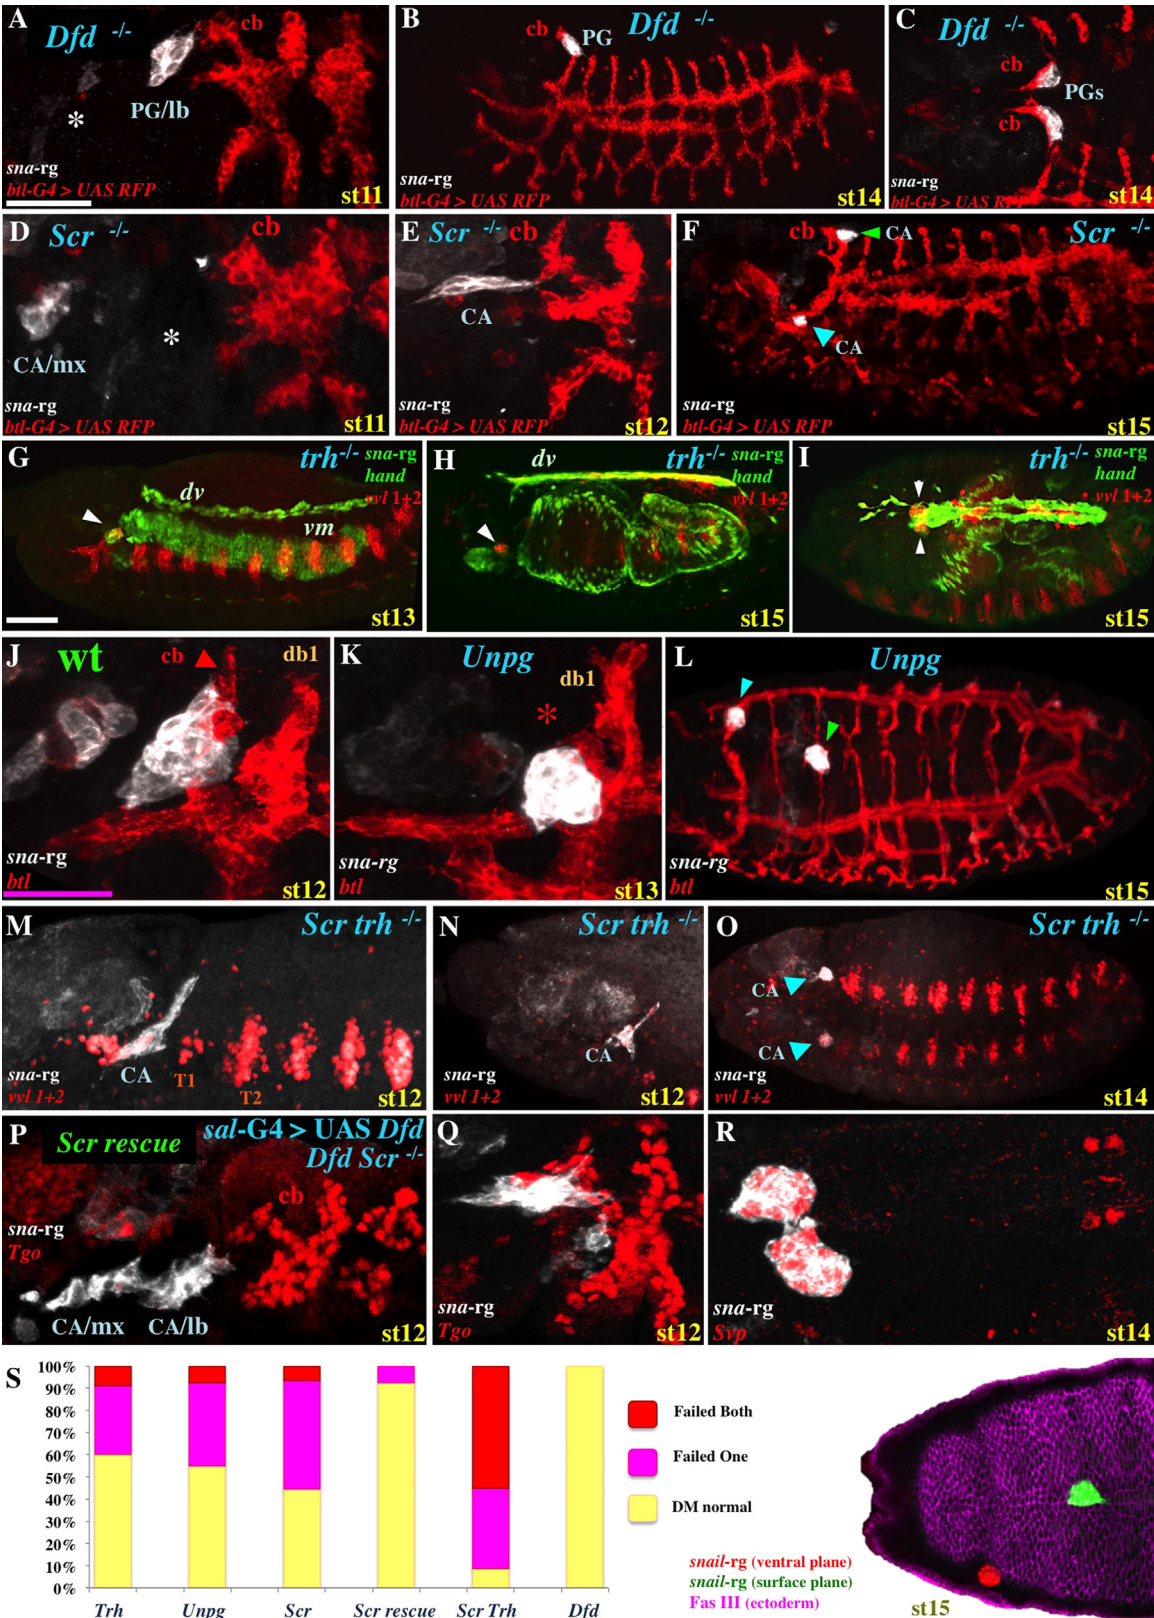 A
Dfd -/-
cb
PG/lb
*
sna-rg
btl-G4 > UAS RFP
st11
B
cb
PG
Dfd -/-
sna-rg
btl-G4 > UAS RFP
st14
C
Dfd -/-
cb
PGs
cb
sna-rg
btl-G4 > UAS RFP
st14
D
Scr -/-
cb
*
CA/mx
sna-rg
btl-G4 > UAS RFP
st11
E
Scr -/-
cb
CA
sna-rg
btl-G4 > UAS RFP
st12
F
cb
CA
Scr -/-
CA
sna-rg
btl-G4 > UAS RFP
st15
G
trh-/-
sna-rg
hand
vvl 1+2
dv
vm
st13
H
dv
trh-/-
sna-rg
hand
vvl 1+2
st15
I
trh-/-
sna-rg
hand
vvl 1+2
st15
J
wt
cb
db1
sna-rg
btl
st12
K
Unpg
db1
*
sna-rg
btl
st13
L
Unpg
sna-rg
btl
st15
M
Scr trh -/-
CA
T1
T2
sna-rg
vvl 1+2
st12
N
Scr trh -/-
CA
sna-rg
vvl 1+2
st12
O
Scr trh -/-
CA
CA
sna-rg
vvl 1+2
st14
P
Scr rescue
sal-G4 > UAS Dfd
Dfd Scr -/-
cb
sna-rg
Tgo
CA/mx CA/lb
st12
Q
sna-rg
Tgo
st12
R
sna-rg
Svp
st14
S
100%
90%
80%
70%
60%
50%
40%
30%
20%
10%
0%
Trh Unpg Scr Scr rescue Scr Trh Dfd
Failed Both
Failed One
DM normal
snail-rg (ventral plane)
snail-rg (surface plane)
Fas III (ectoderm)
st15